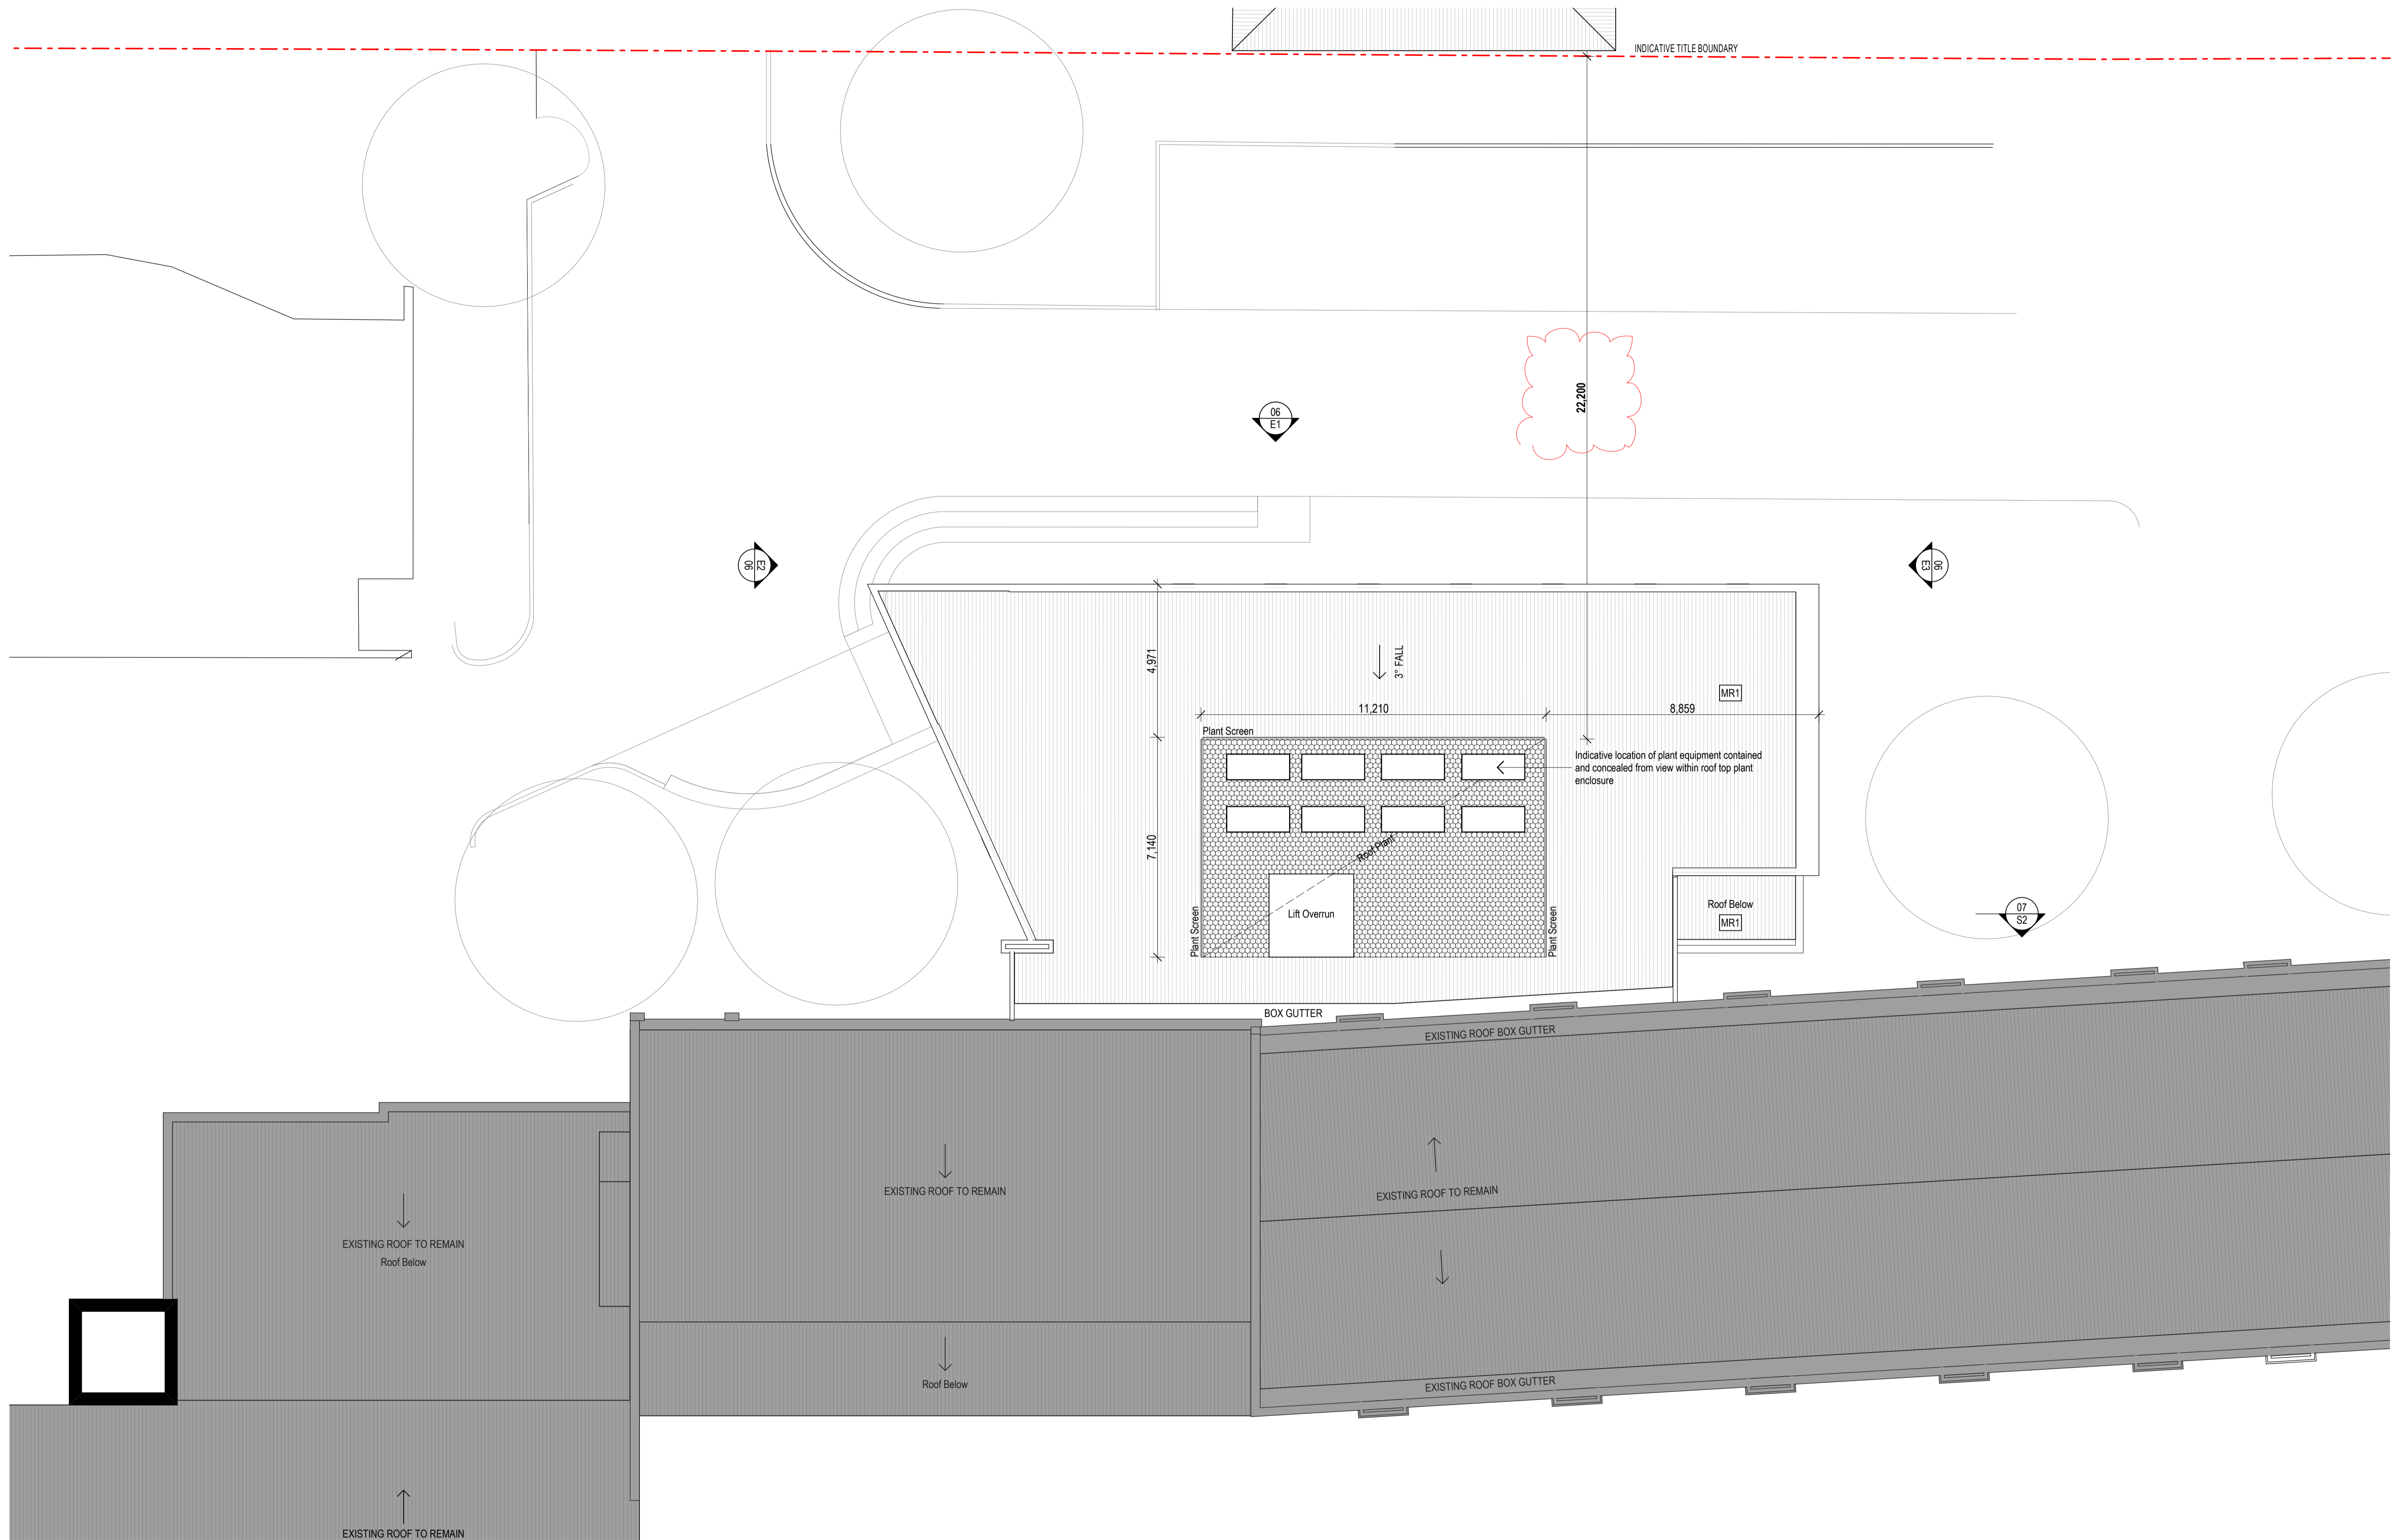 INDICATIVE TITLE BOUNDARY
22,200
06
E1
E2
06
06
E3
4,971
3° FALL
MR1
11,210
8,859
Plant Screen
Indicative location of plant equipment contained
and concealed from view within roof top plant
enclosure
7,140
Roof Plant
Lift Overrun
Plant Screen
Plant Screen
Roof Below
MR1
07
S2
BOX GUTTER
EXISTING ROOF BOX GUTTER
EXISTING ROOF TO REMAIN
EXISTING ROOF TO REMAIN
EXISTING ROOF TO REMAIN
Roof Below
Roof Below
EXISTING ROOF BOX GUTTER
EXISTING ROOF TO REMAIN